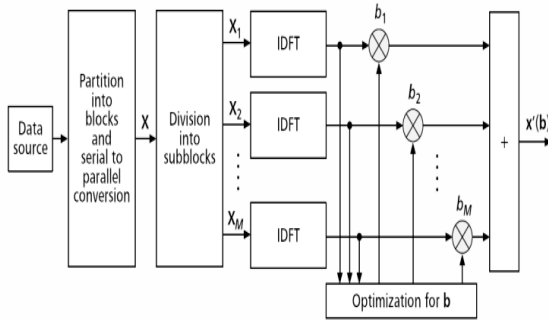 Data
source
Partition
into
blocks
and
serial to
parallel
conversion
X
Division
into
subblocks
X1
IDFT
b1
X2
IDFT
b2
XM
IDFT
bM
+
x'(b)
Optimization for b